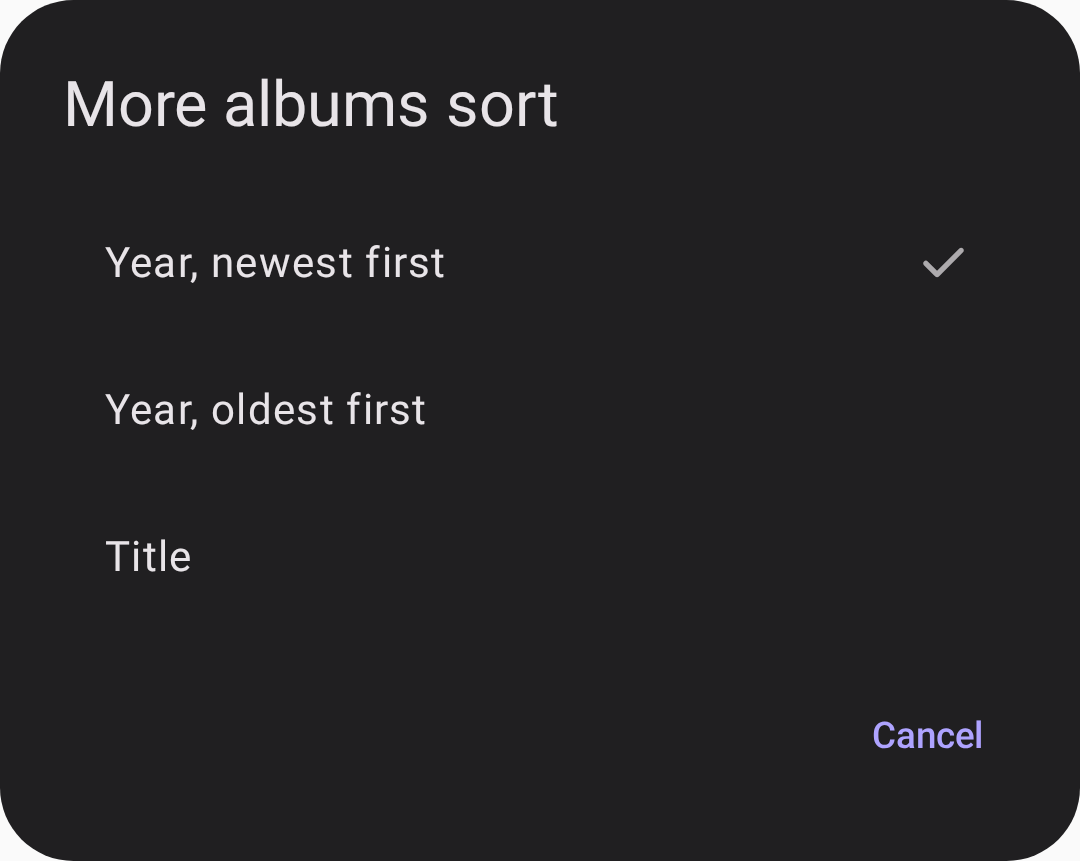 More albums sort
Year, newest first
Year, oldest first
Title
Cancel